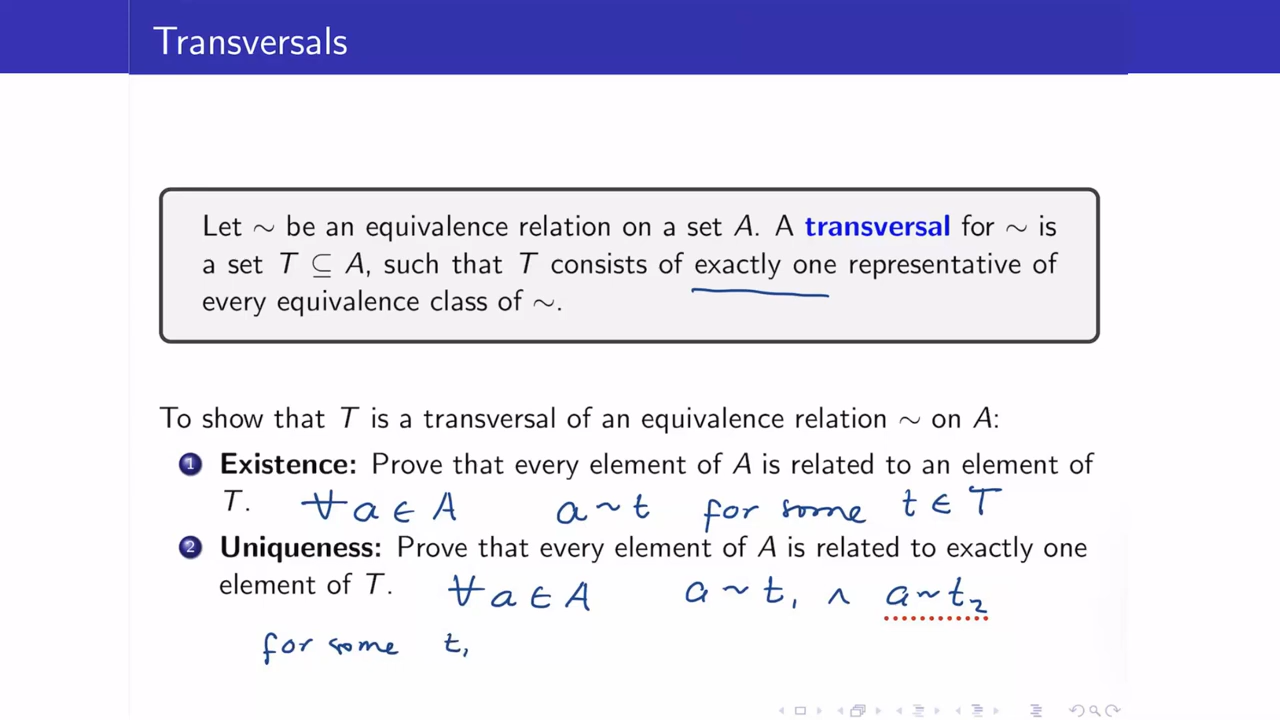 Transversals
Let ∼ be an equivalence relation on a set A. A transversal for ∼ is
a set T ⊆ A, such that T consists of exactly one representative of
every equivalence class of ∼.
To show that T is a transversal of an equivalence relation ∼ on A:
1 Existence: Prove that every element of A is related to an element of
T. ∀ a ∈ A a ~ t for some t ∈ T
2 Uniqueness: Prove that every element of A is related to exactly one
element of T. ∀ a ∈ A a ~ t₁ ∧ a ~ t₂
for some t₁